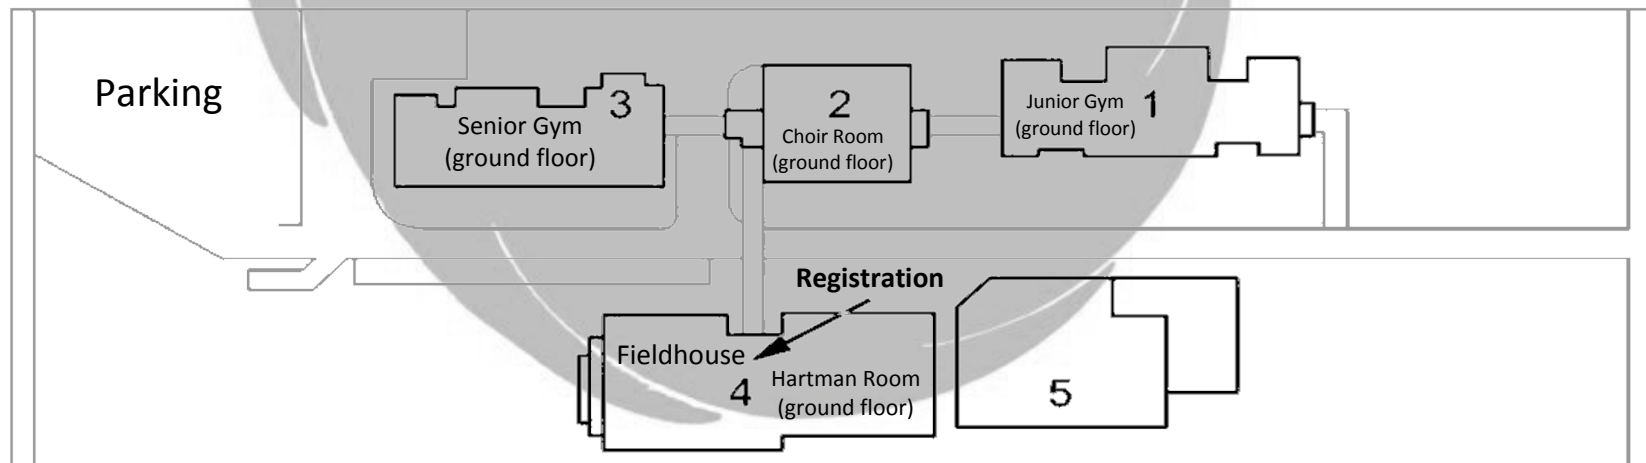 Parking
3
Senior Gym
(ground floor)
2
Choir Room
(ground floor)
Junior Gym
(ground floor)
1
Registration
Fieldhouse
4
Hartman Room
(ground floor)
5